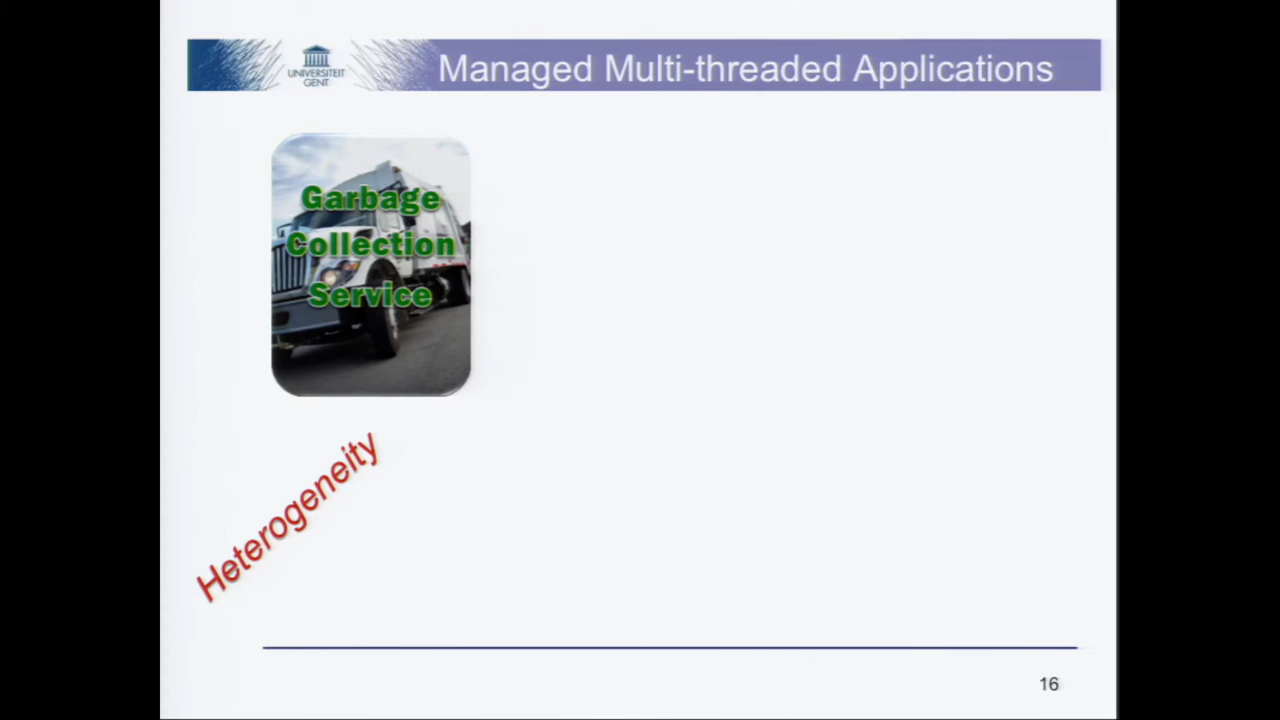 UNIVERSITEIT
GENT
Managed Multi-threaded Applications
Garbage
Collection
Service
Heterogeneity
16